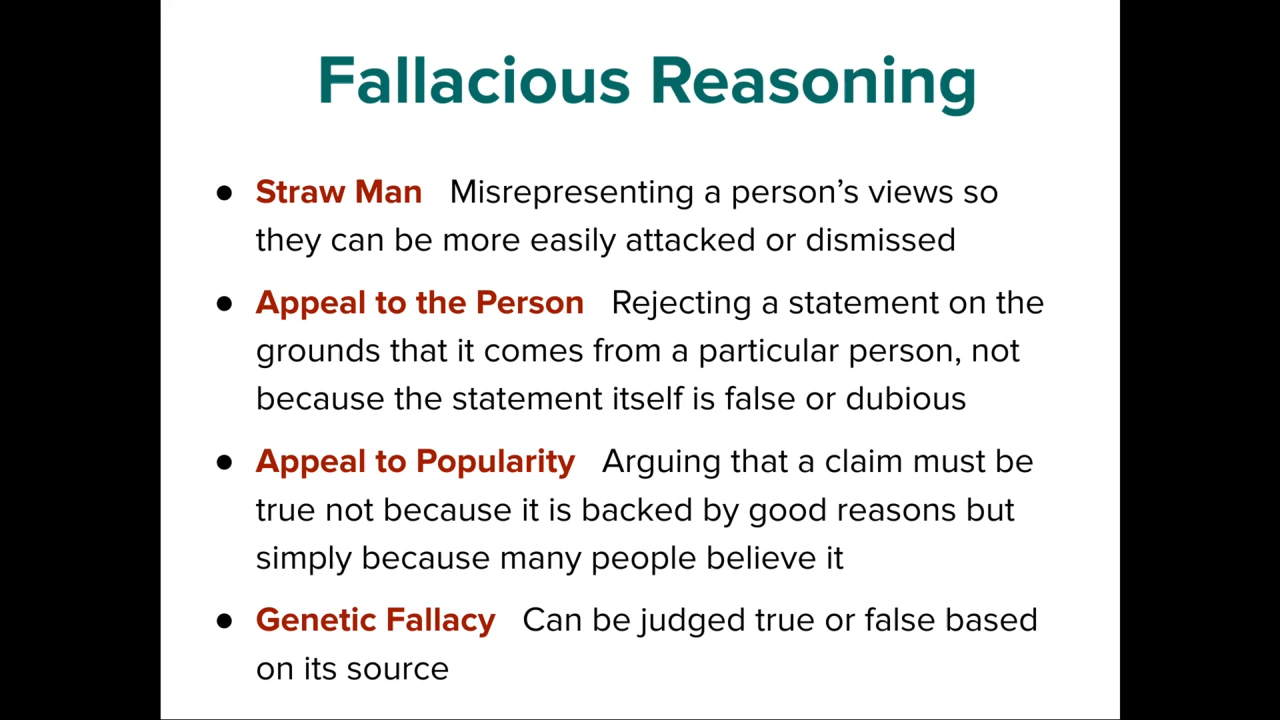 Fallacious Reasoning
● Straw Man Misrepresenting a person’s views so
they can be more easily attacked or dismissed
● Appeal to the Person Rejecting a statement on the
grounds that it comes from a particular person, not
because the statement itself is false or dubious
● Appeal to Popularity Arguing that a claim must be
true not because it is backed by good reasons but
simply because many people believe it
● Genetic Fallacy Can be judged true or false based
on its source